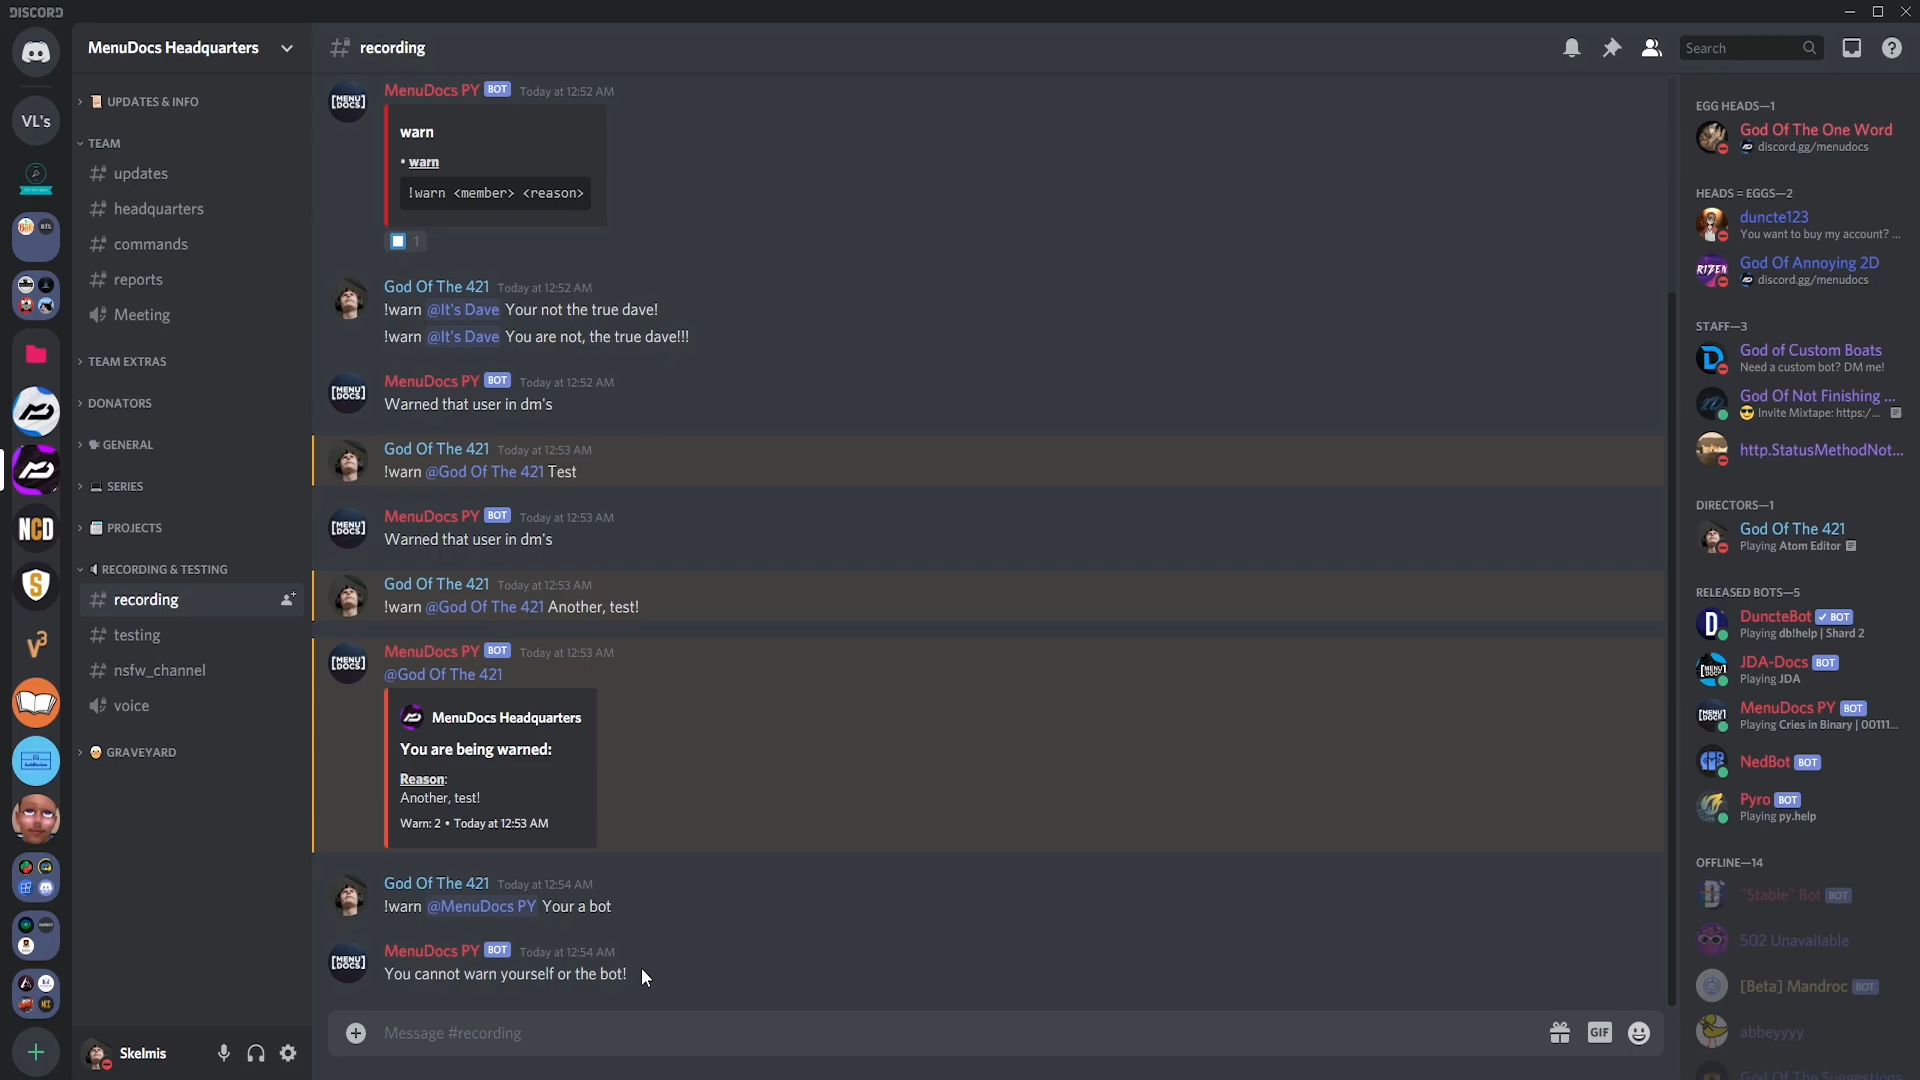 DISCORD
MenuDocs Headquarters
recording
Search
VL's
NCD
UPDATES & INFO
TEAM
updates
headquarters
commands
reports
Meeting
TEAM EXTRAS
DONATORS
GENERAL
SERIES
PROJECTS
RECORDING & TESTING
recording
testing
nsfw_channel
voice
GRAVEYARD
Skelmis
MenuDocs PY BOT Today at 12:52 AM
warn
• warn
!warn <member> <reason>
1
God Of The 421 Today at 12:52 AM
!warn @It's Dave Your not the true dave!
!warn @It's Dave You are not, the true dave!!!
MenuDocs PY BOT Today at 12:52 AM
Warned that user in dm's
God Of The 421 Today at 12:53 AM
!warn @God Of The 421 Test
MenuDocs PY BOT Today at 12:53 AM
Warned that user in dm's
God Of The 421 Today at 12:53 AM
!warn @God Of The 421 Another, test!
MenuDocs PY BOT Today at 12:53 AM
@God Of The 421
MenuDocs Headquarters
You are being warned:
Reason:
Another, test!
Warn: 2 • Today at 12:53 AM
God Of The 421 Today at 12:54 AM
!warn @MenuDocs PY Your a bot
MenuDocs PY BOT Today at 12:54 AM
You cannot warn yourself or the bot!
Message #recording
GIF
EGG HEADS—1
God Of The One Word
discord.gg/menudocs
HEADS = EGGS—2
duncte123
You want to buy my account? ...
God Of Annoying 2D
discord.gg/menudocs
STAFF—3
God of Custom Boats
Need a custom bot? DM me!
God Of Not Finishing ...
Invite Mixtape: https:/...
http.StatusMethodNot...
DIRECTORS—1
God Of The 421
Playing Atom Editor
RELEASED BOTS—5
DuncteBot ✓ BOT
Playing db!help | Shard 2
JDA-Docs BOT
Playing JDA
MenuDocs PY BOT
Playing Cries in Binary | 00111...
NedBot BOT
Pyro BOT
Playing py.help
OFFLINE—14
"Stable" Bot BOT
502 Unavailable
[Beta] Mandroc BOT
abbeyyyy
God Of The Suggestions